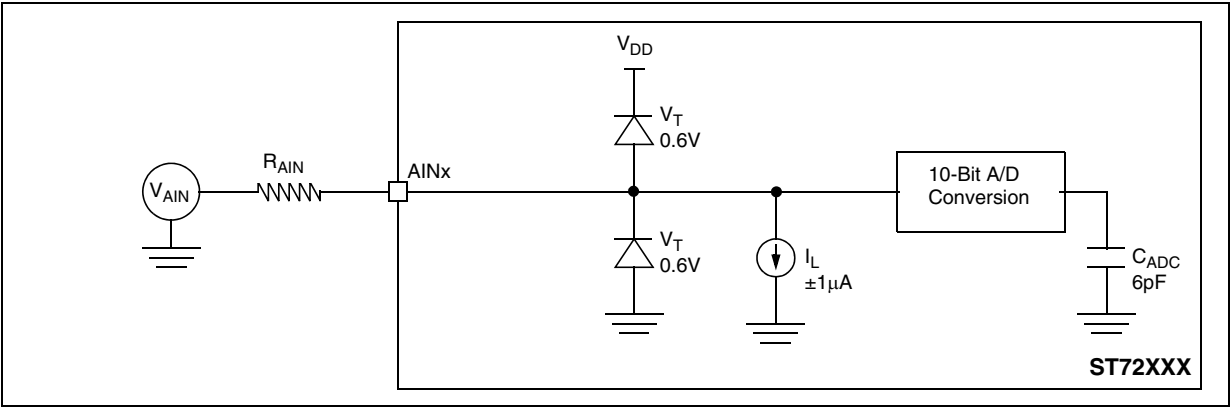 VDD
VT
0.6V
RAIN
AINx
VAIN
10-Bit A/D
Conversion
VT
0.6V
IL
±1μA
CADC
6pF
ST72XXX